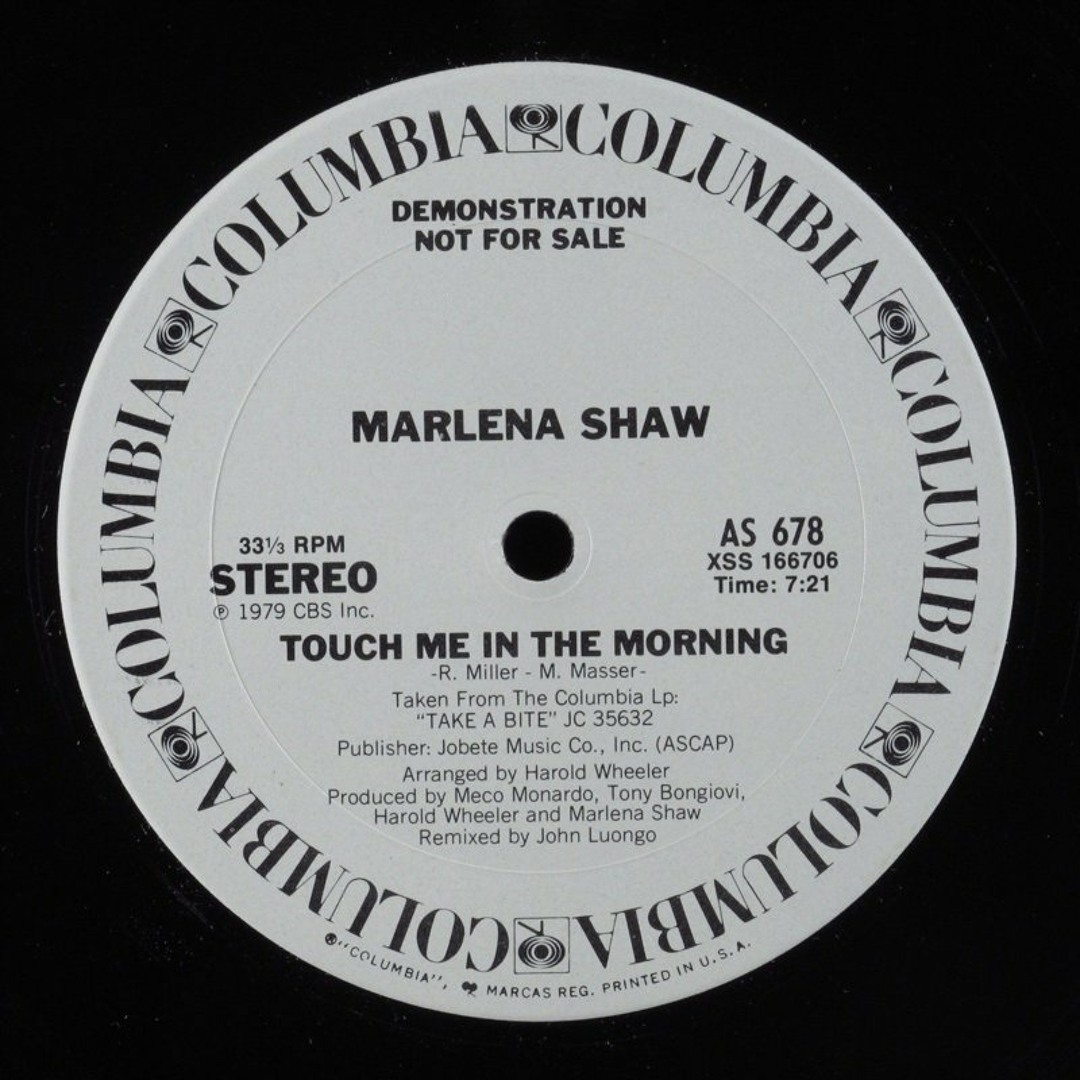 COLUMBIA COLUMBIA COLUMBIA COLUMBIA COLUMBIA COLUMBIA COLUMBIA COLUMBIA
DEMONSTRATION
NOT FOR SALE
MARLENA SHAW
33⅓ RPM
STEREO
℗ 1979 CBS Inc.
AS 678
XSS 166706
Time: 7:21
TOUCH ME IN THE MORNING
-R. Miller - M. Masser-
Taken From The Columbia Lp:
“TAKE A BITE” JC 35632
Publisher: Jobete Music Co., Inc. (ASCAP)
Arranged by Harold Wheeler
Produced by Meco Monardo, Tony Bongiovi,
Harold Wheeler and Marlena Shaw
Remixed by John Luongo
®“COLUMBIA”, MARCAS REG. PRINTED IN U.S.A.